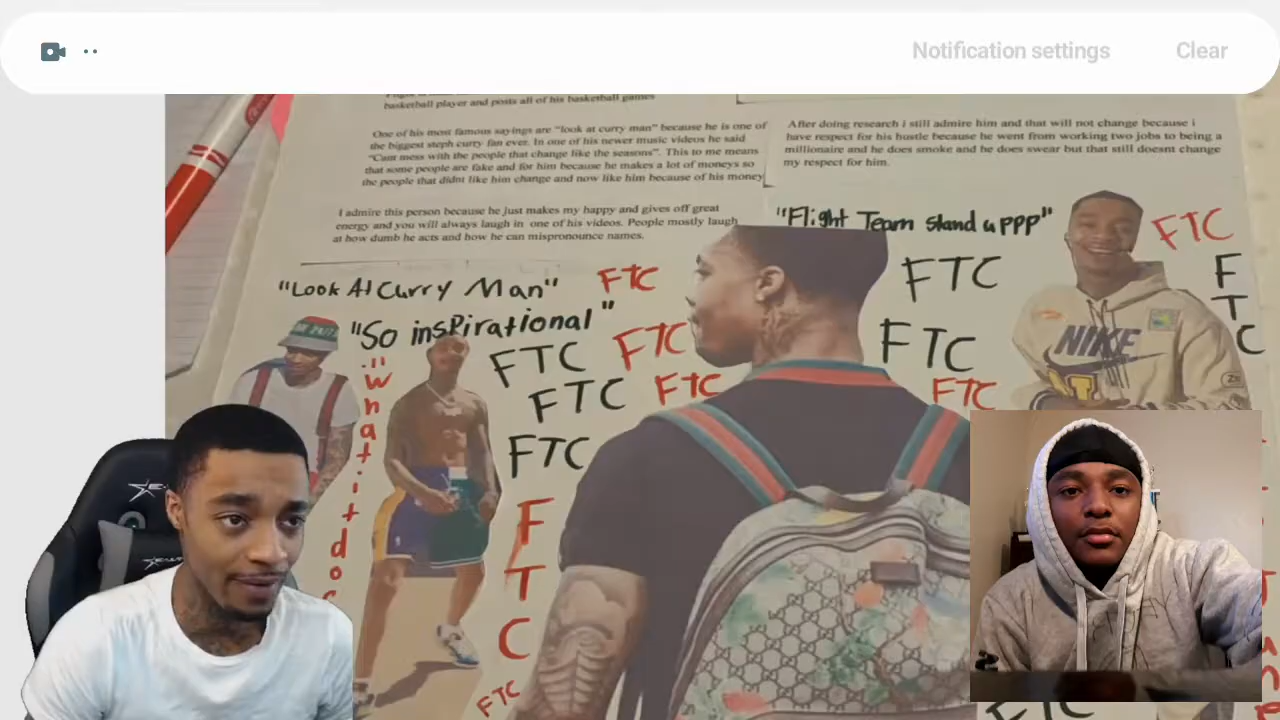 Notification settings Clear
basketball player and posts all of his basketball games
One of his most famous sayings are "look at curry man" because he is one of
the biggest steph curry fan ever. In one of his newer music videos he said
"Cant mess with the people that change like the seasons". This to me means
that some people are fake and for him because he makes a lot of moneys so
the people that didnt like him change and now like him because of his money
I admire this person because he just makes my happy and gives off great
energy and you will always laugh in one of his videos. People mostly laugh
at how dumb he acts and how he can mispronounce names.
After doing research i still admire him and that will not change because i
have respect for his hustle because he went from working two jobs to being a
millionaire and he does smoke and he does swear but that still doesnt change
my respect for him.
"Flight Team Stand uppp"
"Look At Curry Man"
"So inspirational"
"What it do
FTC
FTC
FTC
FTC
FTC
FTC
FTC
FTC
FTC
FTC
FTC
FTC
FTC
FTC
NIKE